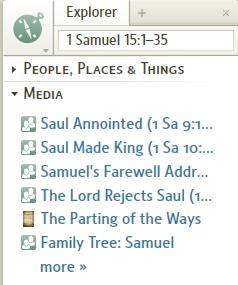 Explorer
1 Samuel 15:1–35
People, Places & Things
Media
Saul Annointed (1 Sa 9:1...
Saul Made King (1 Sa 10:...
Samuel's Farewell Addr...
The Lord Rejects Saul (1...
The Parting of the Ways
Family Tree: Samuel
more »